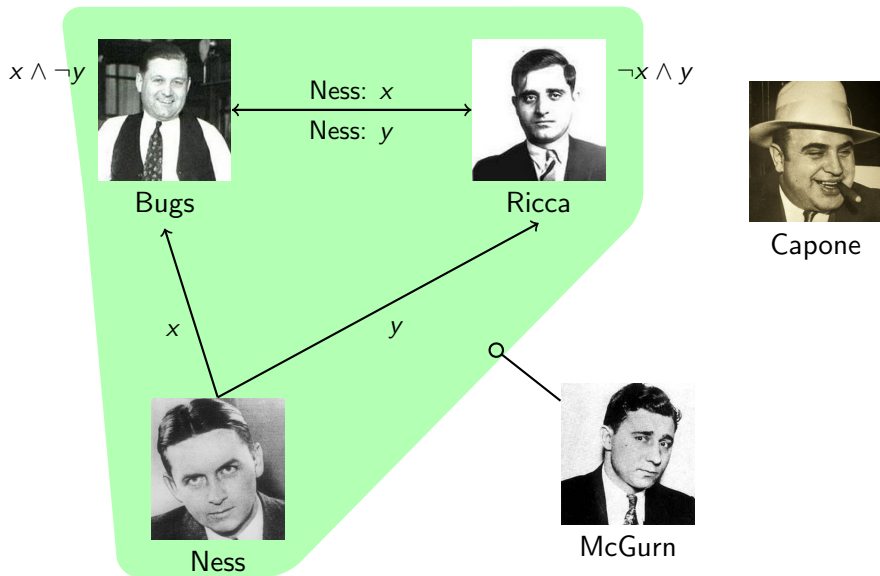 x ∧ ¬y
Ness: x
Ness: y
¬x ∧ y
Bugs
Ricca
Capone
x
y
Ness
McGurn